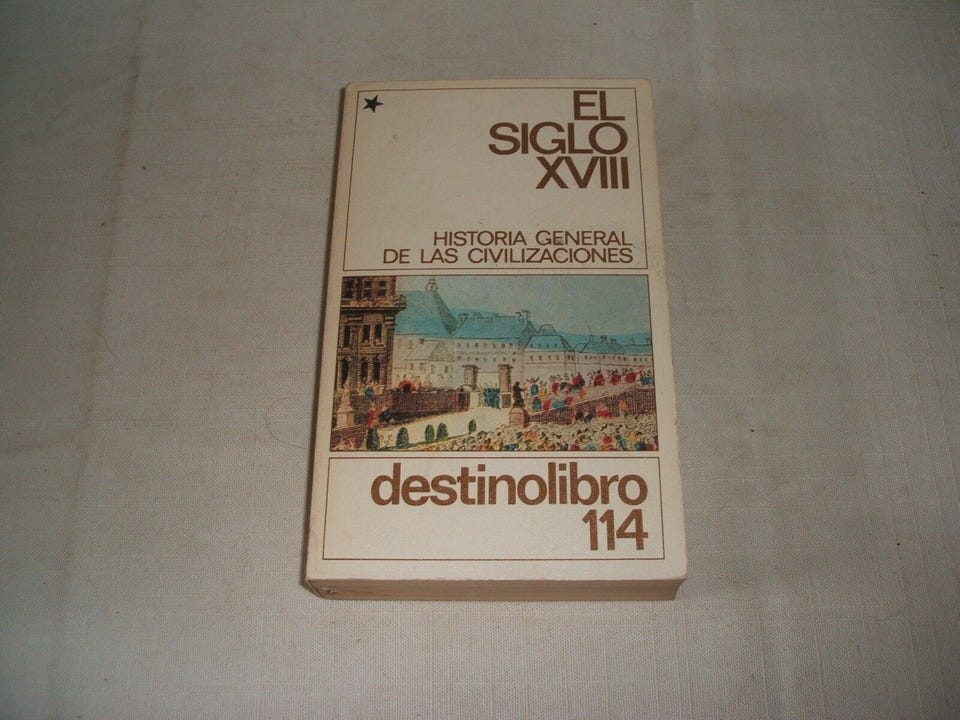 EL
SIGLO
XVIII
HISTORIA GENERAL
DE LAS CIVILIZACIONES
destinolibro
114